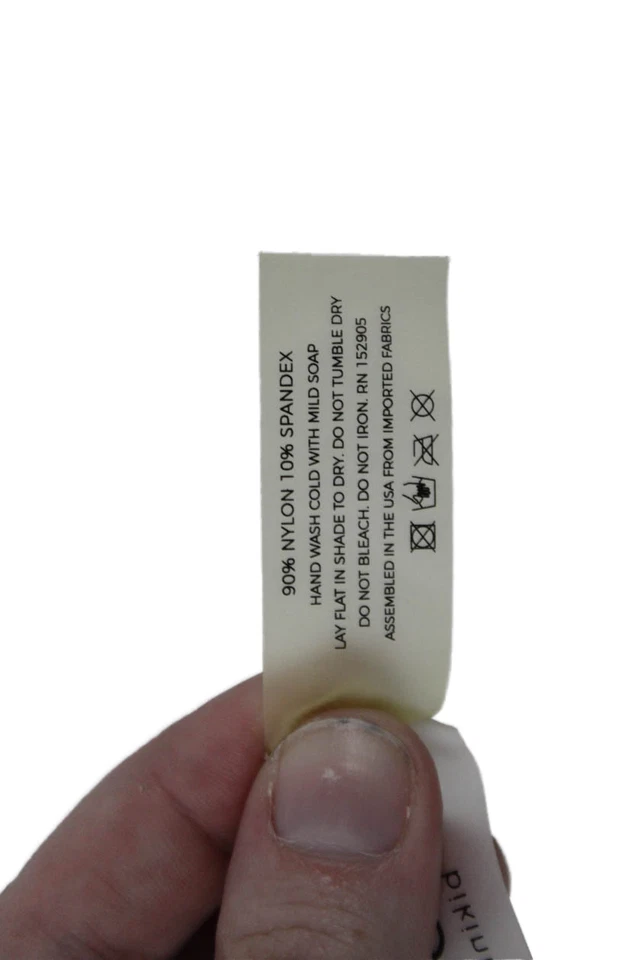 90% NYLON 10% SPANDEX
HAND WASH COLD WITH MILD SOAP
LAY FLAT IN SHADE TO DRY. DO NOT TUMBLE DRY
DO NOT BLEACH. DO NOT IRON. RN 152905
ASSEMBLED IN THE USA FROM IMPORTED FABRICS